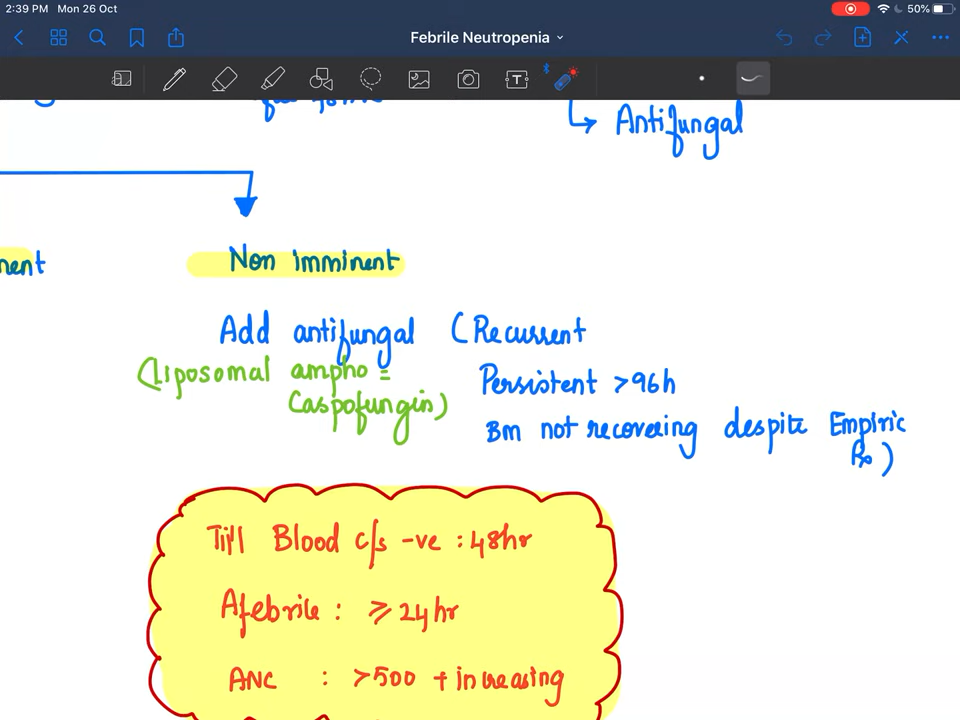 2:39 PM Mon 26 Oct
50%
Febrile Neutropenia
Antifungal
Non imminent
Add antifungal (Recurrent
(Liposomal ampho =
Caspofungin)
Persistent >96h
Bm not recovering despite Empiric
Rx)
Till Blood c/s -ve : 48hr
Afebrile : ≥ 24hr
ANC : >500 + increasing